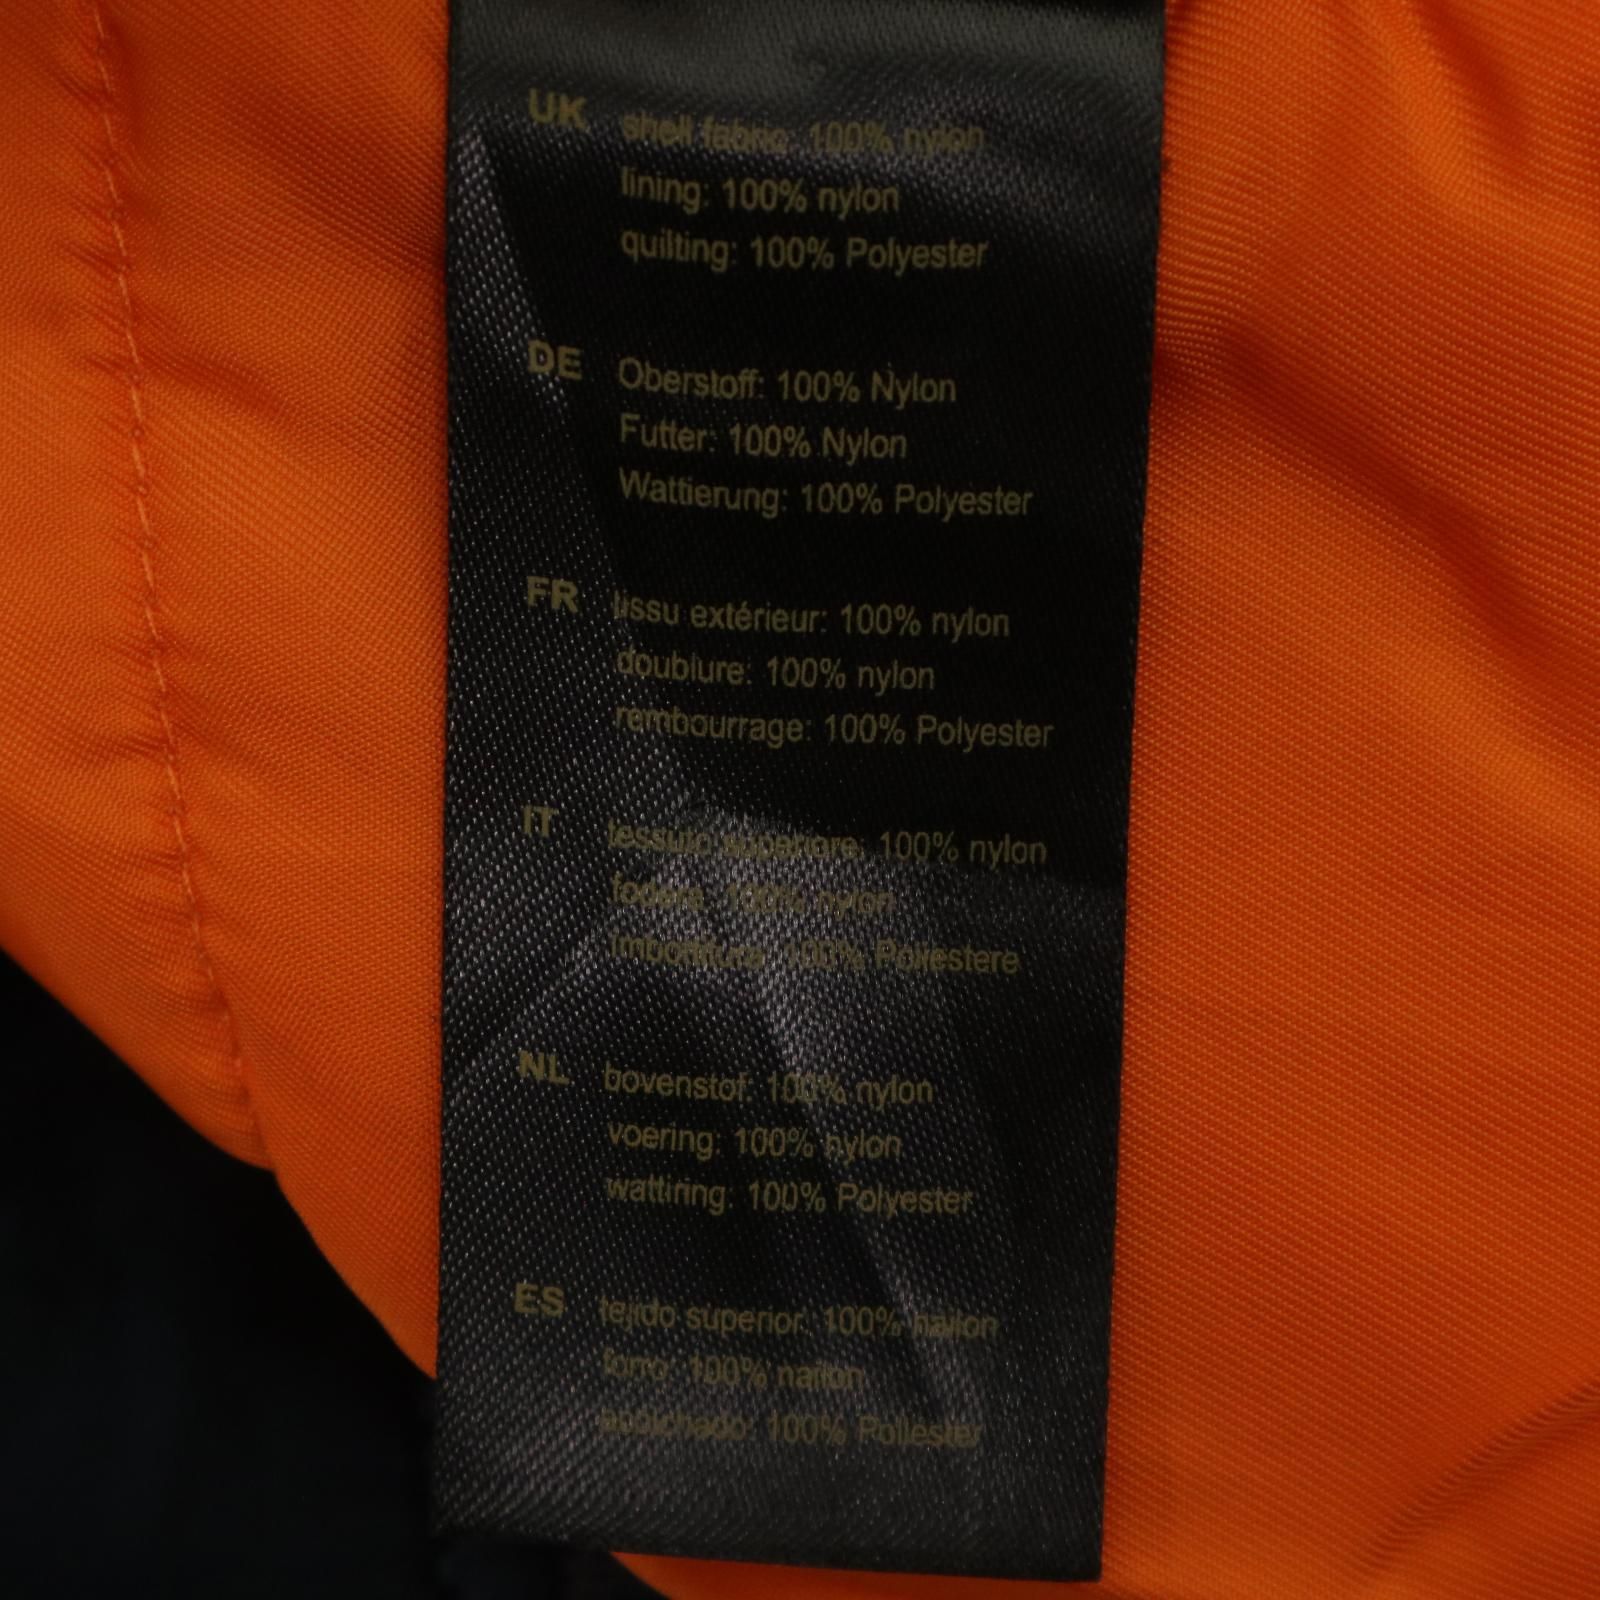 UK shell fabric: 100% nylon
lining: 100% nylon
quilting: 100% Polyester
DE Oberstoff: 100% Nylon
Futter: 100% Nylon
Wattierung: 100% Polyester
FR tissu extérieur: 100% nylon
doublure: 100% nylon
rembourrage: 100% Polyester
IT tessuto superiore: 100% nylon
fodera: 100% nylon
imbottitura: 100% Poliestere
NL bovenstof: 100% nylon
voering: 100% nylon
wattiring: 100% Polyester
ES tejido superior: 100% nailon
forro: 100% nailon
acolchado: 100% Poliester